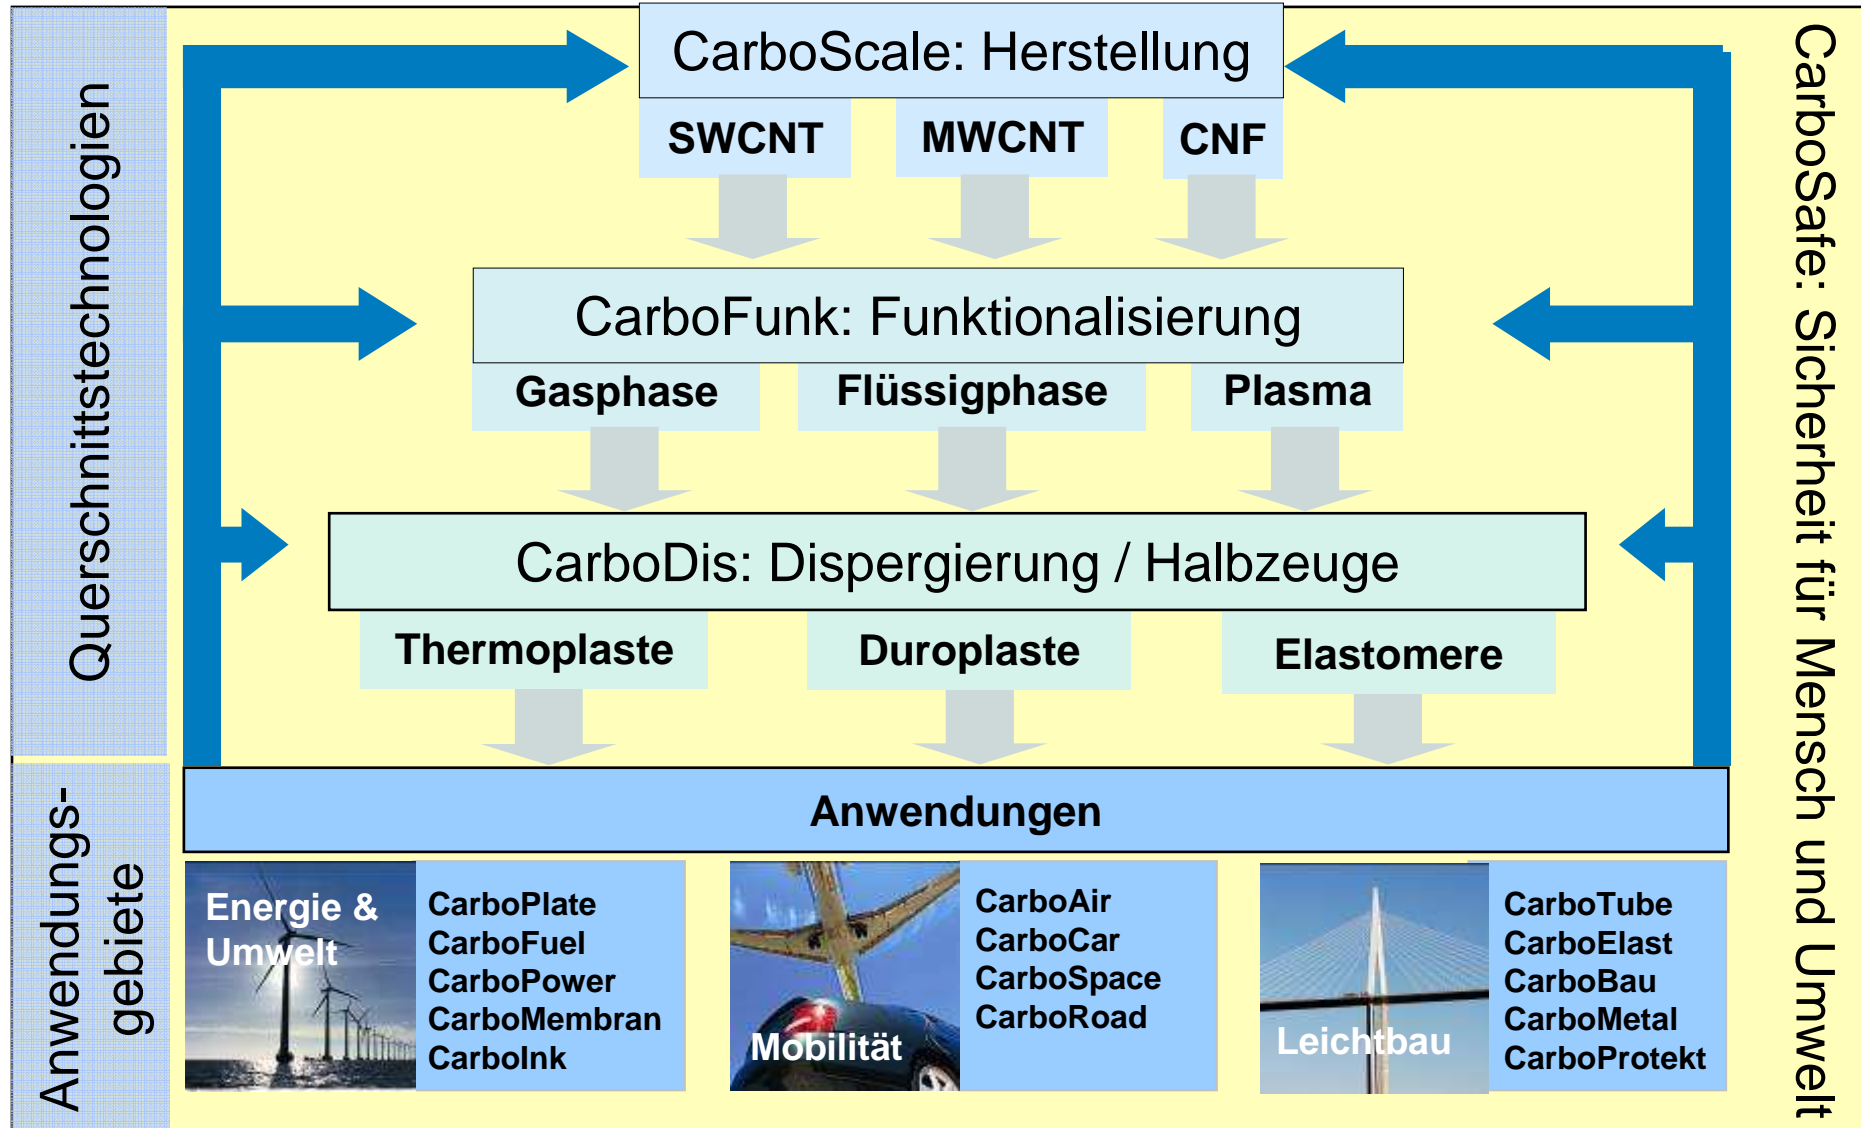 CarboScale: Herstellung
SWCNT
MWCNT
CNF
CarboFunk: Funktionalisierung
Gasphase
Flüssigphase
Plasma
CarboDis: Dispergierung / Halbzeuge
Thermoplaste
Duroplaste
Elastomere
Querschnittstechnologien
CarboSafe: Sicherheit für Mensch und Umwelt
Anwendungs-
gebiete
Anwendungen
Energie &
Umwelt
CarboPlate
CarboFuel
CarboPower
CarboMembran
CarboInk
Mobilität
CarboAir
CarboCar
CarboSpace
CarboRoad
Leichtbau
CarboTube
CarboElast
CarboBau
CarboMetal
CarboProtekt